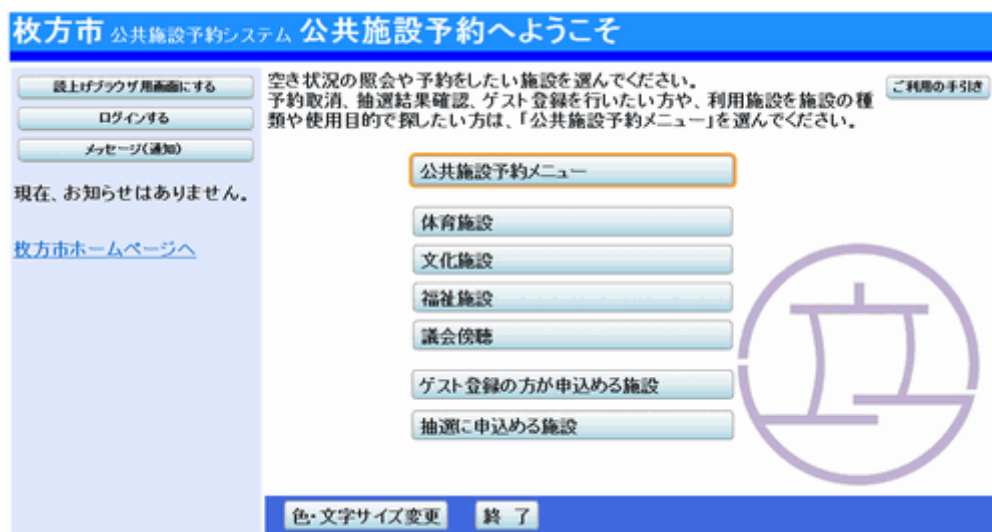 枚方市 公共施設予約システム 公共施設予約へようこそ
読上げブラウザ用画面にする
ログインする
メッセージ(通知)
現在、お知らせはありません。
枚方市ホームページへ
空き状況の照会や予約をしたい施設を選んでください。
予約取消、抽選結果確認、ゲスト登録を行いたい方や、利用施設を施設の種
類や使用目的で探したい方は、「公共施設予約メニュー」を選んでください。
ご利用の手引き
公共施設予約メニュー
体育施設
文化施設
福祉施設
議会傍聴
ゲスト登録の方が申込める施設
抽選に申込める施設
色・文字サイズ変更
終 了